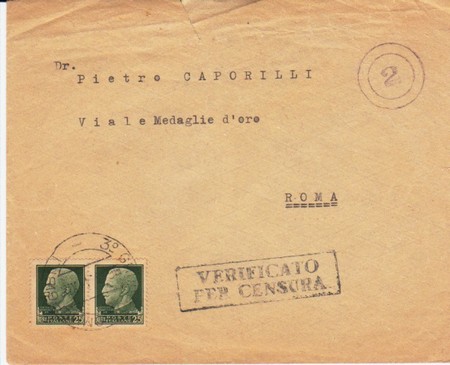 Dr.
Pietro CAPORILLI
2
Viale Medaglie d'oro
ROMA
VERIFICATO
PER CENSURA